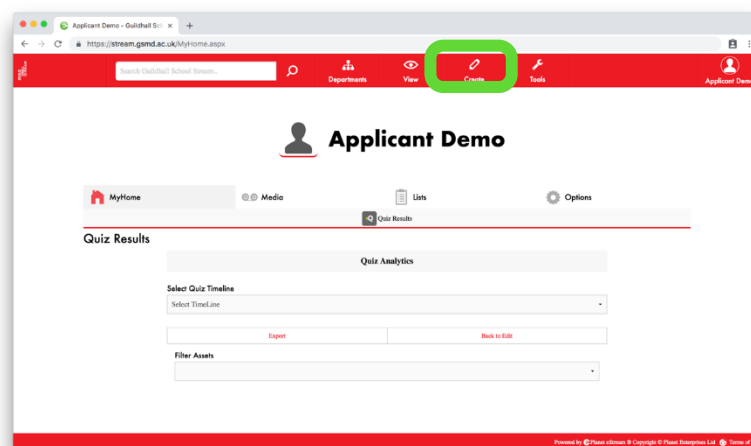 Applicant Demo – Guildhall Sch
https://stream.gsmd.ac.uk/MyHome.aspx
Search Guildhall School Stream..
Departments
View
Create
Tools
Applicant Demo
Applicant Demo
MyHome
Media
Lists
Options
Quiz Results
Quiz Results
Quiz Analytics
Select Quiz Timeline
Select TimeLine
Export
Back to Edit
Filter Assets
Powered by Planet eStream ® Copyright © Planet Enterprises Ltd
Terms of